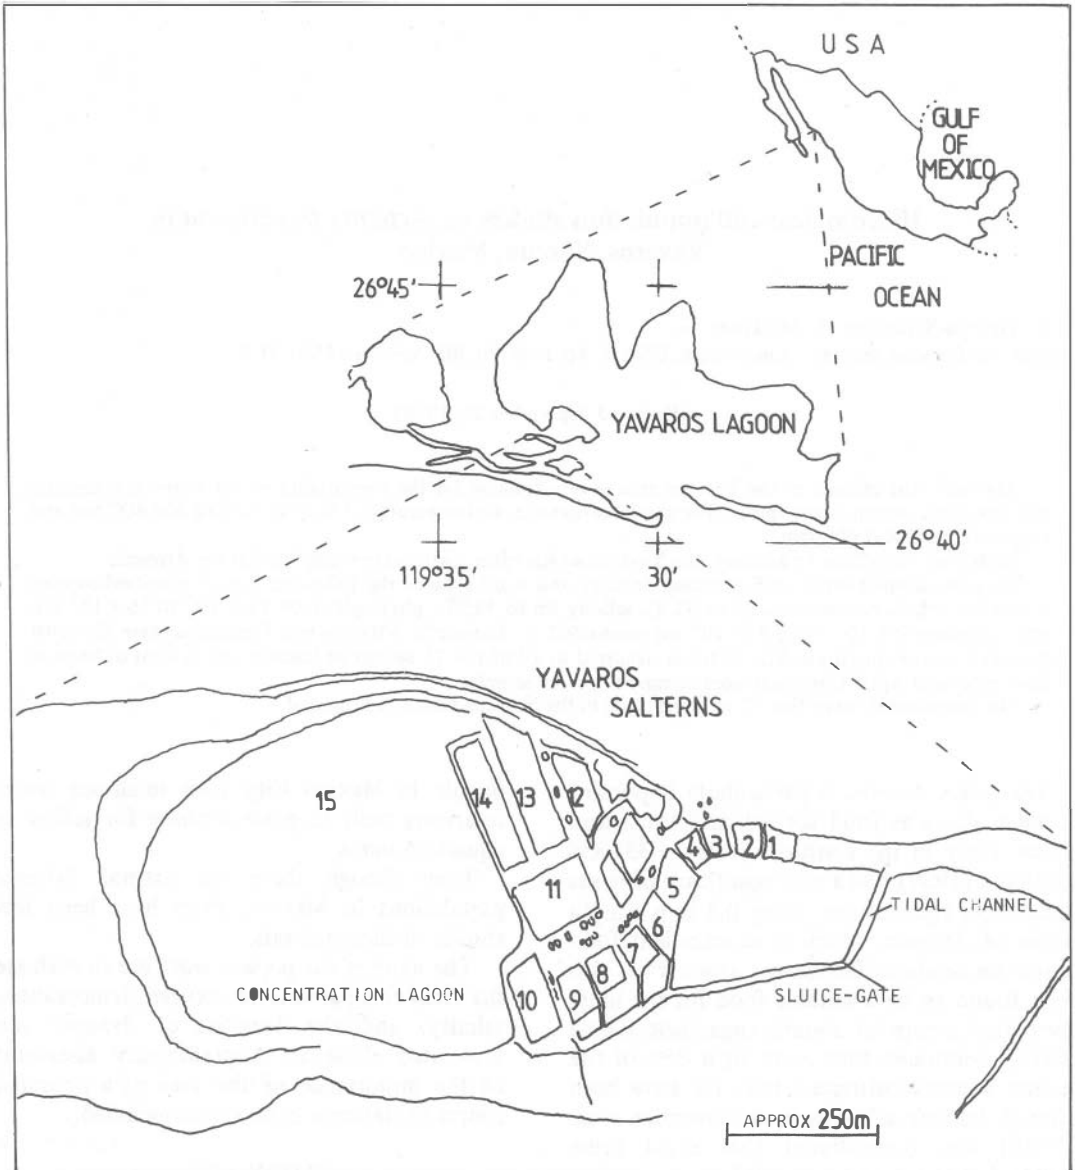 USA
GULF
OF
MEXICO
PACIFIC
OCEAN
26°45'
YAVAROS LAGOON
26°40'
119°35'
30'
YAVAROS
SALTERNS
15
14
13
12
11
4
3
2
1
5
6
7
8
9
10
TIDAL CHANNEL
CONCENTRATION LAGOON
SLUICE-GATE
APPROX 250m